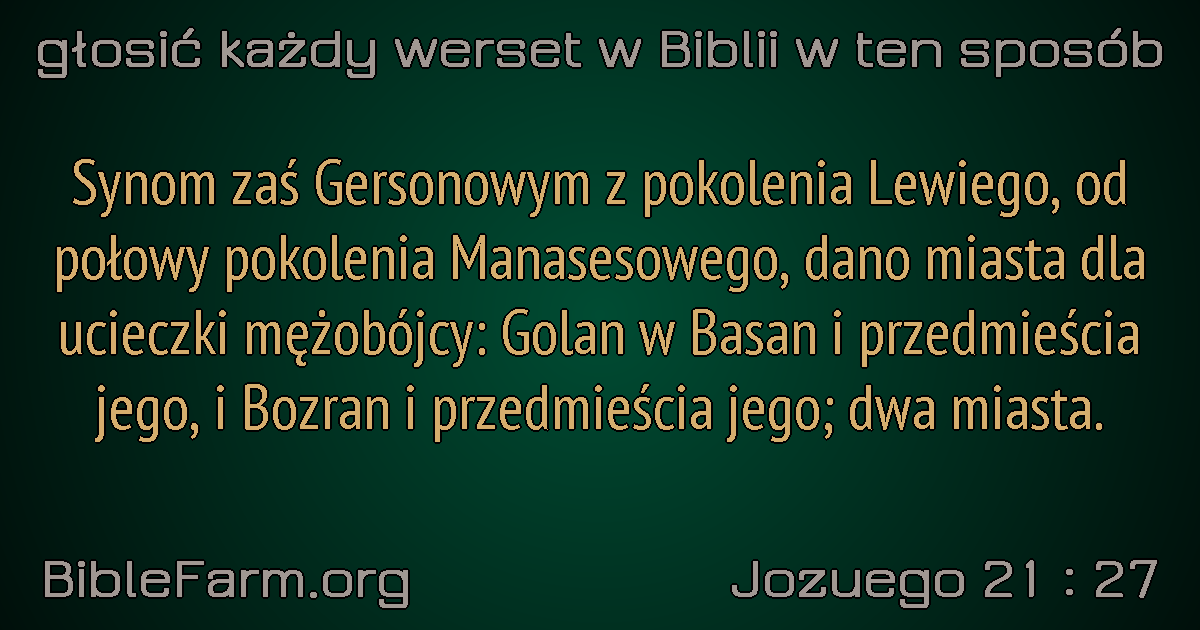 głosić każdy werset w Biblii w ten sposób
Synom zaś Gersonowym z pokolenia Lewiego, od
połowy pokolenia Manasesowego, dano miasta dla
ucieczki mężobójcy: Golan w Basan i przedmieścia
jego, i Bozran i przedmieścia jego; dwa miasta.
BibleFarm.org
Jozuego 21 : 27